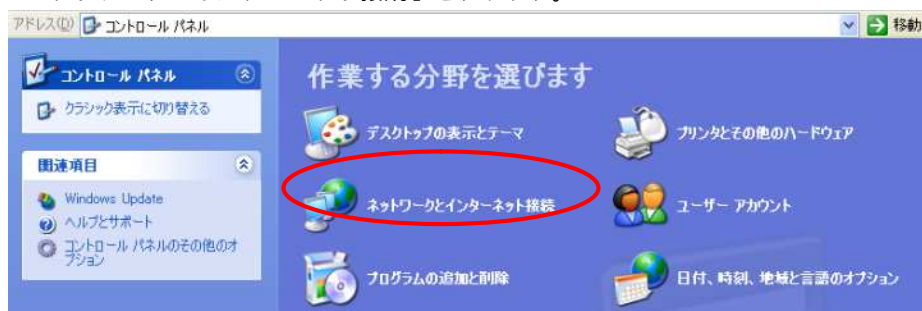 アドレス(D) コントロール パネル 移動
コントロール パネル
クラシック表示に切り替える
関連項目
Windows Update
ヘルプとサポート
コントロール パネルのその他のオ
プション
作業する分野を選びます
デスクトップの表示とテーマ
プリンタとその他のハードウェア
ネットワークとインターネット接続
ユーザー アカウント
プログラムの追加と削除
日付、時刻、地域と言語のオプション